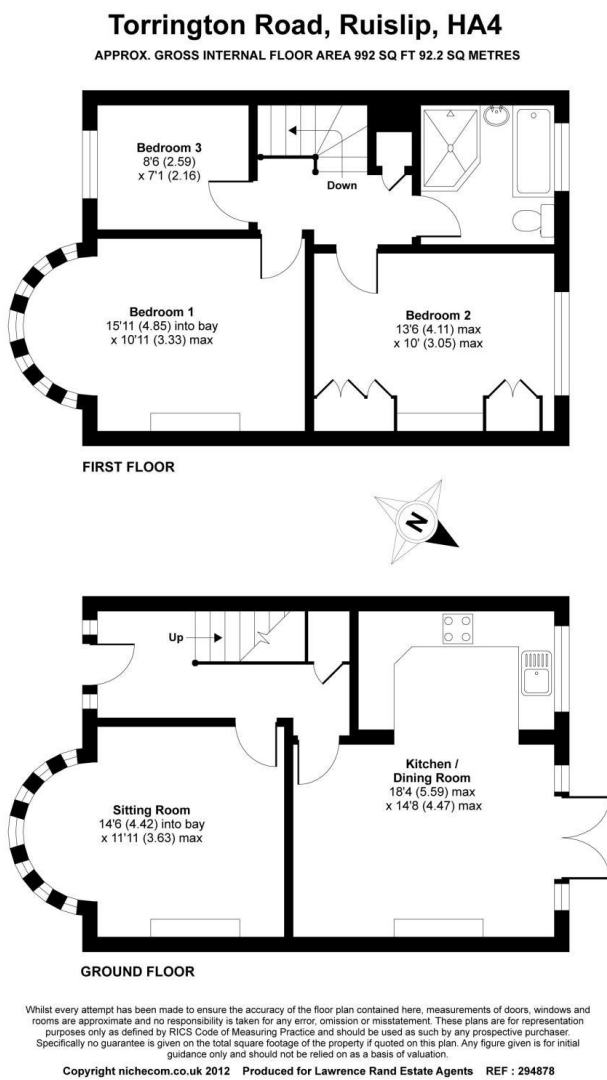 Torrington Road, Ruislip, HA4
APPROX. GROSS INTERNAL FLOOR AREA 992 SQ FT 92.2 SQ METRES
Bedroom 3
8'6 (2.59)
x 7'1 (2.16)
Down
Bedroom 1
15'11 (4.85) into bay
x 10'11 (3.33) max
Bedroom 2
13'6 (4.11) max
x 10' (3.05) max
FIRST FLOOR
N
Up
Kitchen /
Dining Room
18'4 (5.59) max
x 14'8 (4.47) max
Sitting Room
14'6 (4.42) into bay
x 11'11 (3.63) max
GROUND FLOOR
Whilst every attempt has been made to ensure the accuracy of the floor plan contained here, measurements of doors, windows and
rooms are approximate and no responsibility is taken for any error, omission or misstatement. These plans are for representation
purposes only as defined by RICS Code of Measuring Practice and should be used as such by any prospective purchaser.
Specifically no guarantee is given on the total square footage of the property if quoted on this plan. Any figure given is for initial
guidance only and should not be relied on as a basis of valuation.
Copyright nichecom.co.uk 2012 Produced for Lawrence Rand Estate Agents REF : 294878